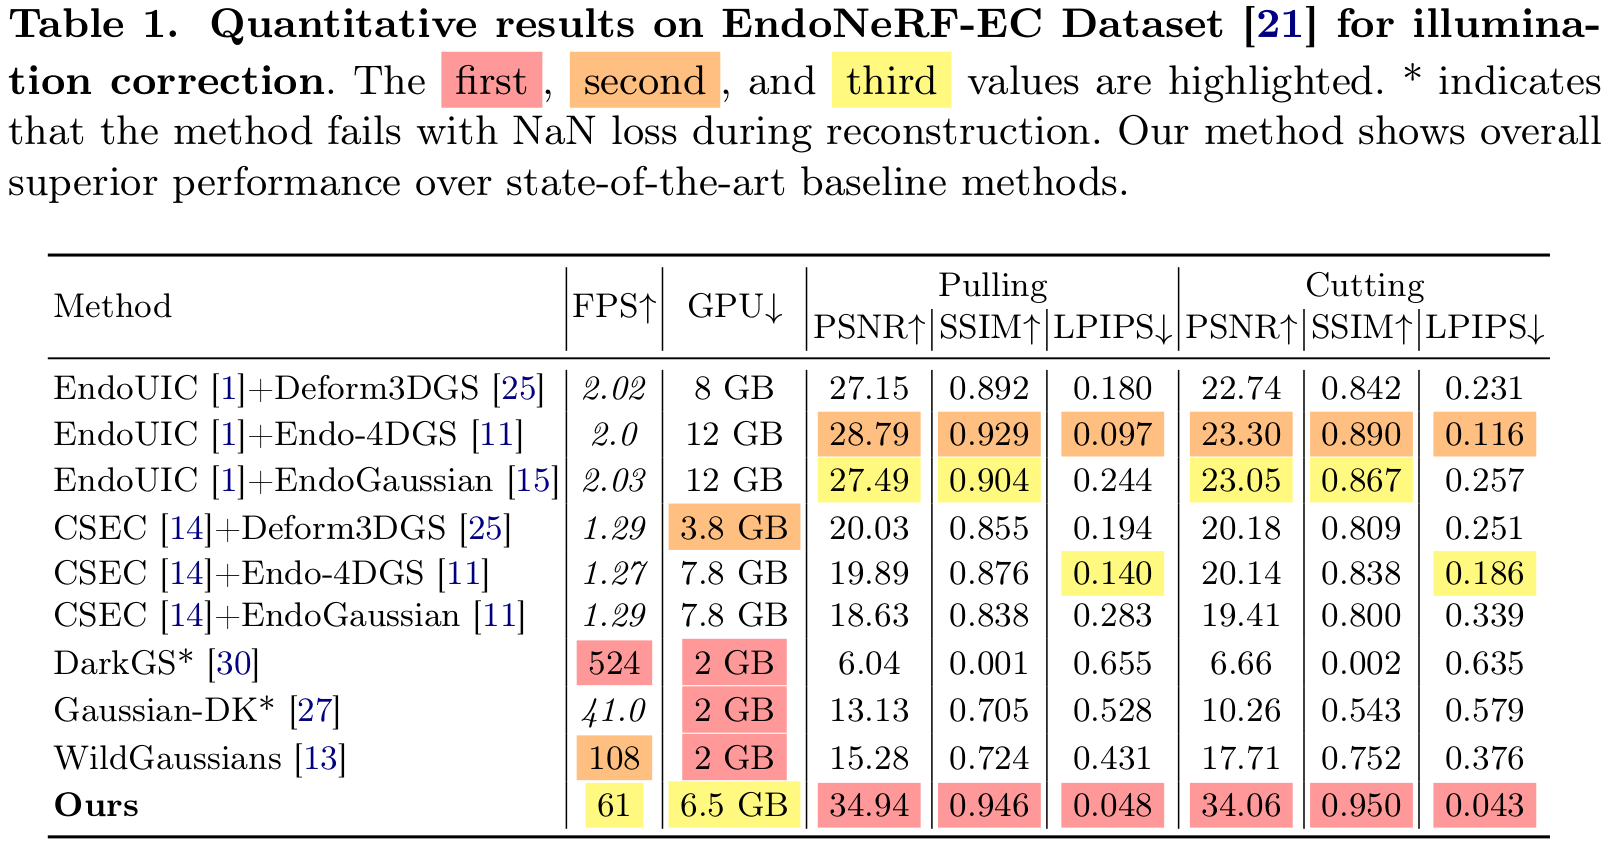 Table 1. Quantitative results on EndoNeRF-EC Dataset [21] for illumina-
tion correction. The first, second, and third values are highlighted. * indicates
that the method fails with NaN loss during reconstruction. Our method shows overall
superior performance over state-of-the-art baseline methods.
Method FPS↑ GPU↓ Pulling Cutting
PSNR↑ SSIM↑ LPIPS↓ PSNR↑ SSIM↑ LPIPS↓
EndoUIC [1]+Deform3DGS [25] 2.02 8 GB 27.15 0.892 0.180 22.74 0.842 0.231
EndoUIC [1]+Endo-4DGS [11] 2.0 12 GB 28.79 0.929 0.097 23.30 0.890 0.116
EndoUIC [1]+EndoGaussian [15] 2.03 12 GB 27.49 0.904 0.244 23.05 0.867 0.257
CSEC [14]+Deform3DGS [25] 1.29 3.8 GB 20.03 0.855 0.194 20.18 0.809 0.251
CSEC [14]+Endo-4DGS [11] 1.27 7.8 GB 19.89 0.876 0.140 20.14 0.838 0.186
CSEC [14]+EndoGaussian [11] 1.29 7.8 GB 18.63 0.838 0.283 19.41 0.800 0.339
DarkGS* [30] 524 2 GB 6.04 0.001 0.655 6.66 0.002 0.635
Gaussian-DK* [27] 41.0 2 GB 13.13 0.705 0.528 10.26 0.543 0.579
WildGaussians [13] 108 2 GB 15.28 0.724 0.431 17.71 0.752 0.376
Ours 61 6.5 GB 34.94 0.946 0.048 34.06 0.950 0.043